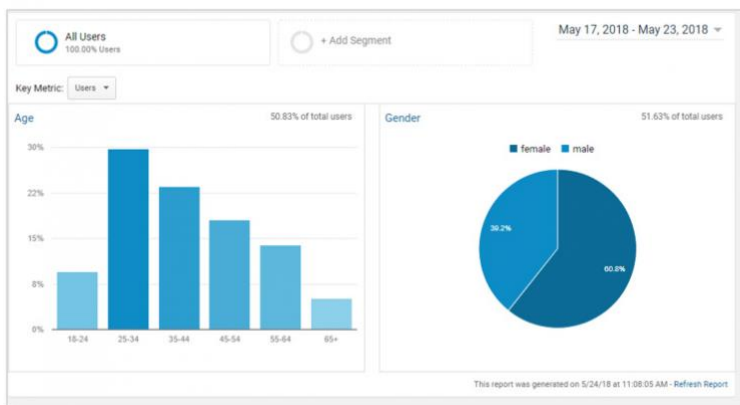 All Users
100.00% Users
+ Add Segment
May 17, 2018 - May 23, 2018
Key Metric: Users
Age
50.83% of total users
30%
22%
15%
8%
0%
18-24 25-34 35-44 45-54 55-64 65+
Gender
51.63% of total users
female male
39.2%
60.8%
This report was generated on 5/24/18 at 11:08:05 AM - Refresh Report